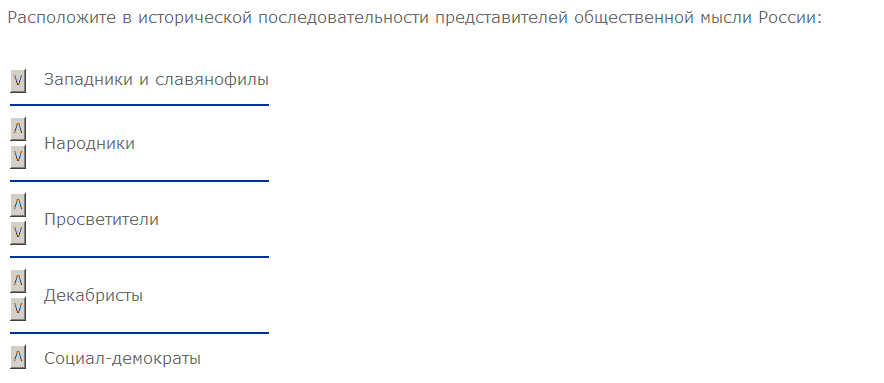 Расположите в исторической последовательности представителей общественной мысли России:
V Западники и славянофилы
Λ
Народники
V
Λ
Просветители
V
Λ
Декабристы
V
Λ Социал-демократы